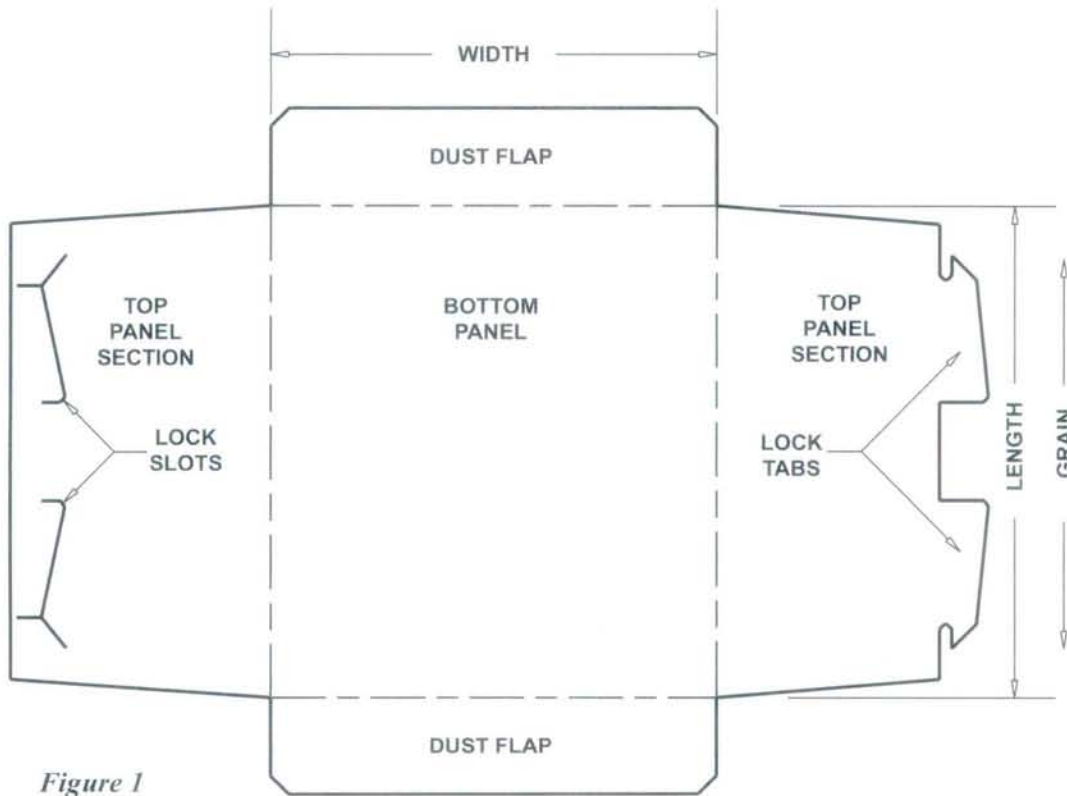 WIDTH
DUST FLAP
TOP
PANEL
SECTION
BOTTOM
PANEL
TOP
PANEL
SECTION
LOCK
SLOTS
LOCK
TABS
LENGTH
GRAIN
DUST FLAP
Figure 1